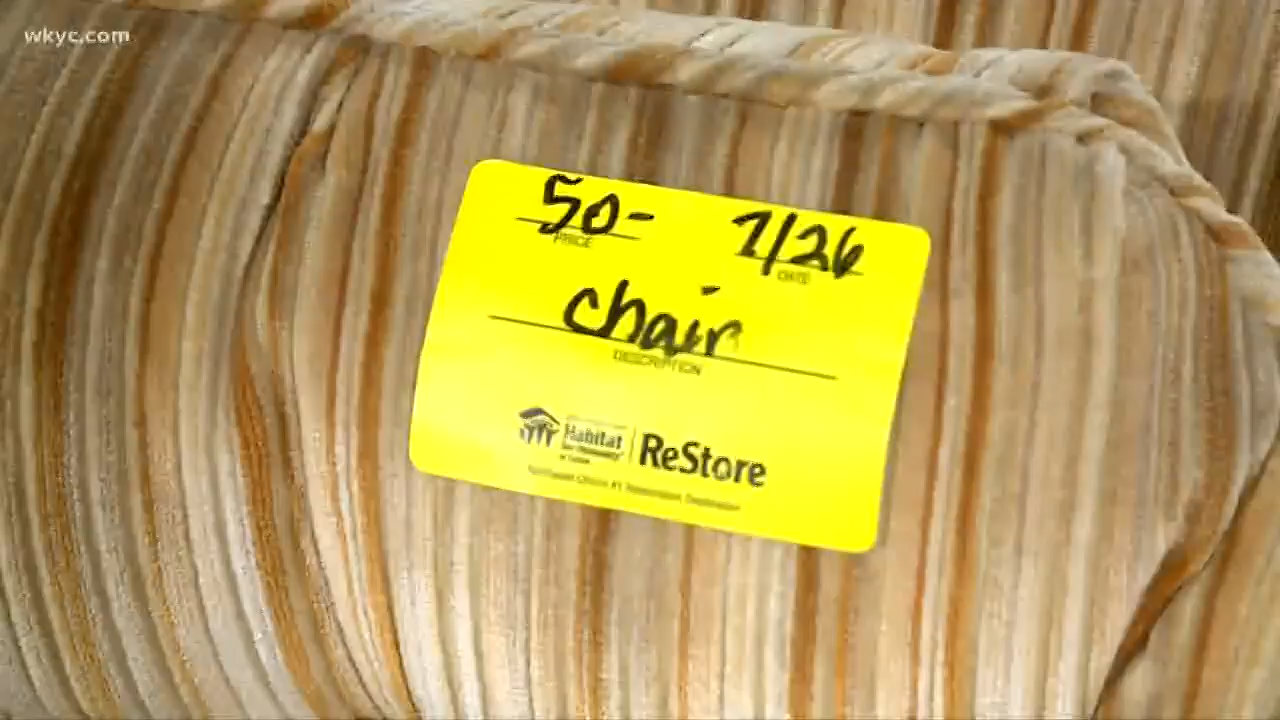 wkyc.com
50- 7/26
PRICE DATE
chair
DESCRIPTION
Habitat
for Humanity®
ReStore